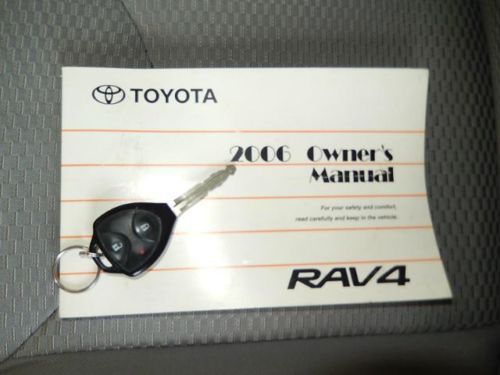 TOYOTA
2006 Owner's
Manual
For your safety and comfort,
read carefully and keep in the vehicle.
RAV4